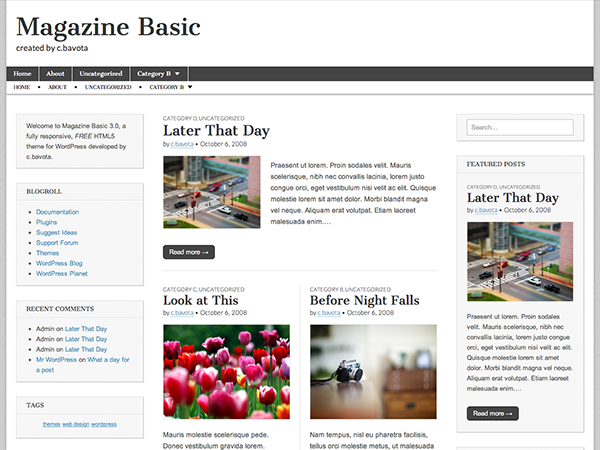 Magazine Basic
created by c.bavota
Home About Uncategorized Category B
HOME • ABOUT • UNCATEGORIZED • CATEGORY B
Welcome to Magazine Basic 3.0, a
fully responsive, FREE HTML5
theme for WordPress developed by
c.bavota.
BLOGROLL
Documentation
Plugins
Suggest Ideas
Support Forum
Themes
WordPress Blog
WordPress Planet
RECENT COMMENTS
Admin on Later That Day
Admin on Later That Day
Admin on Later That Day
Mr WordPress on What a day for
a post
TAGS
themes web design wordpress
CATEGORY D, UNCATEGORIZED
Later That Day
by c.bavota • October 6, 2008
Praesent ut lorem. Proin sodales velit. Mauris
scelerisque, nibh nec convallis iaculis, lorem justo
congue orci, eget vestibulum nisi velit ac elit. Quisque
molestie lorem sit amet dolor. Morbi blandit magna
vel neque. Aliquam erat volutpat. Etiam laoreet
malesuada enim....
Read more →
CATEGORY C, UNCATEGORIZED
Look at This
by c.bavota • October 6, 2008
Mauris molestie scelerisque pede.
Donec vestibulum gravida lorem.
CATEGORY B, UNCATEGORIZED
Before Night Falls
by c.bavota • October 6, 2008
Nam tempus, nisl eu pharetra facilisis,
tellus orci molestie metus, ut malesuada
Search...
FEATURED POSTS
CATEGORY D, UNCATEGORIZED
Later That Day
by c.bavota • October 6, 2008
Praesent ut lorem. Proin sodales
velit. Mauris scelerisque, nibh nec
convallis iaculis, lorem justo congue
orci, eget vestibulum nisi velit ac elit.
Quisque molestie lorem sit amet
dolor. Morbi blandit magna vel
neque. Aliquam erat volutpat. Etiam
laoreet malesuada enim....
Read more →